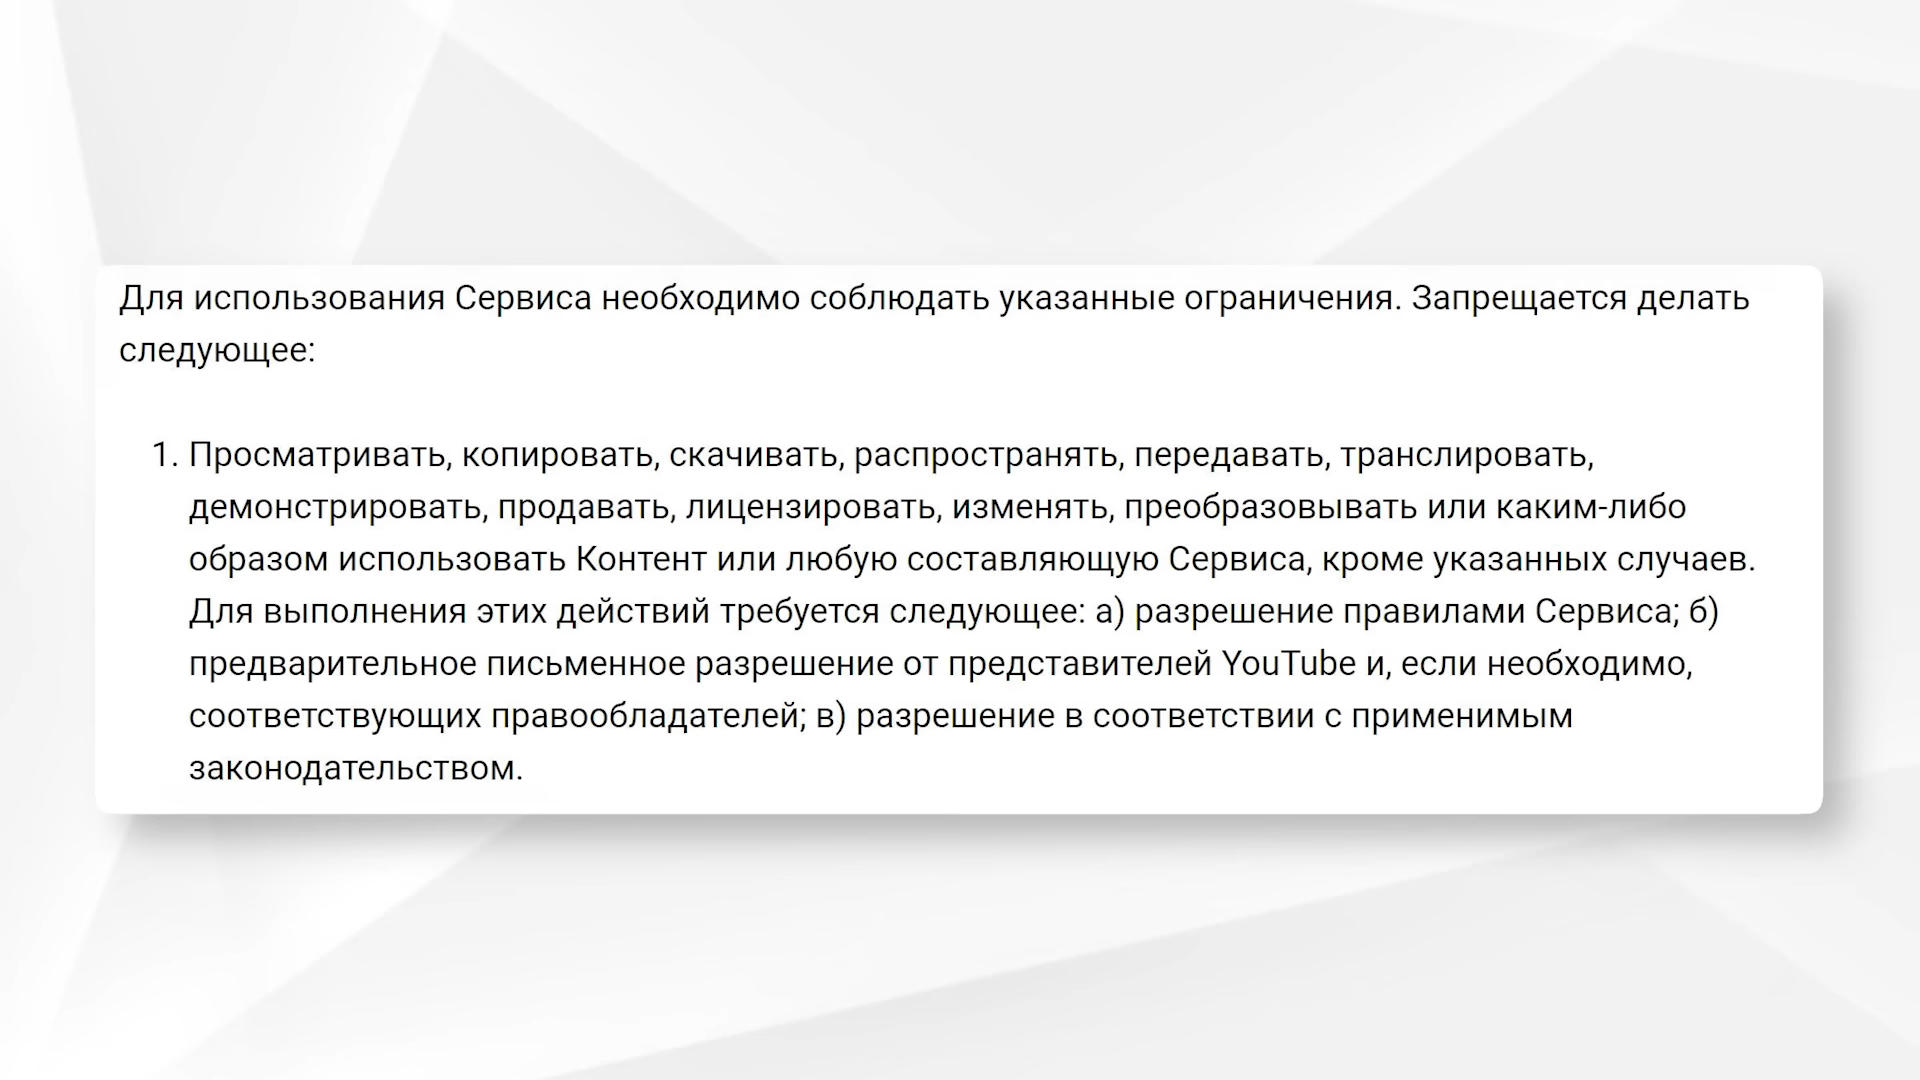 Для использования Сервиса необходимо соблюдать указанные ограничения. Запрещается делать
следующее:
1. Просматривать, копировать, скачивать, распространять, передавать, транслировать,
демонстрировать, продавать, лицензировать, изменять, преобразовывать или каким-либо
образом использовать Контент или любую составляющую Сервиса, кроме указанных случаев.
Для выполнения этих действий требуется следующее: а) разрешение правилами Сервиса; б)
предварительное письменное разрешение от представителей YouTube и, если необходимо,
соответствующих правообладателей; в) разрешение в соответствии с применимым
законодательством.